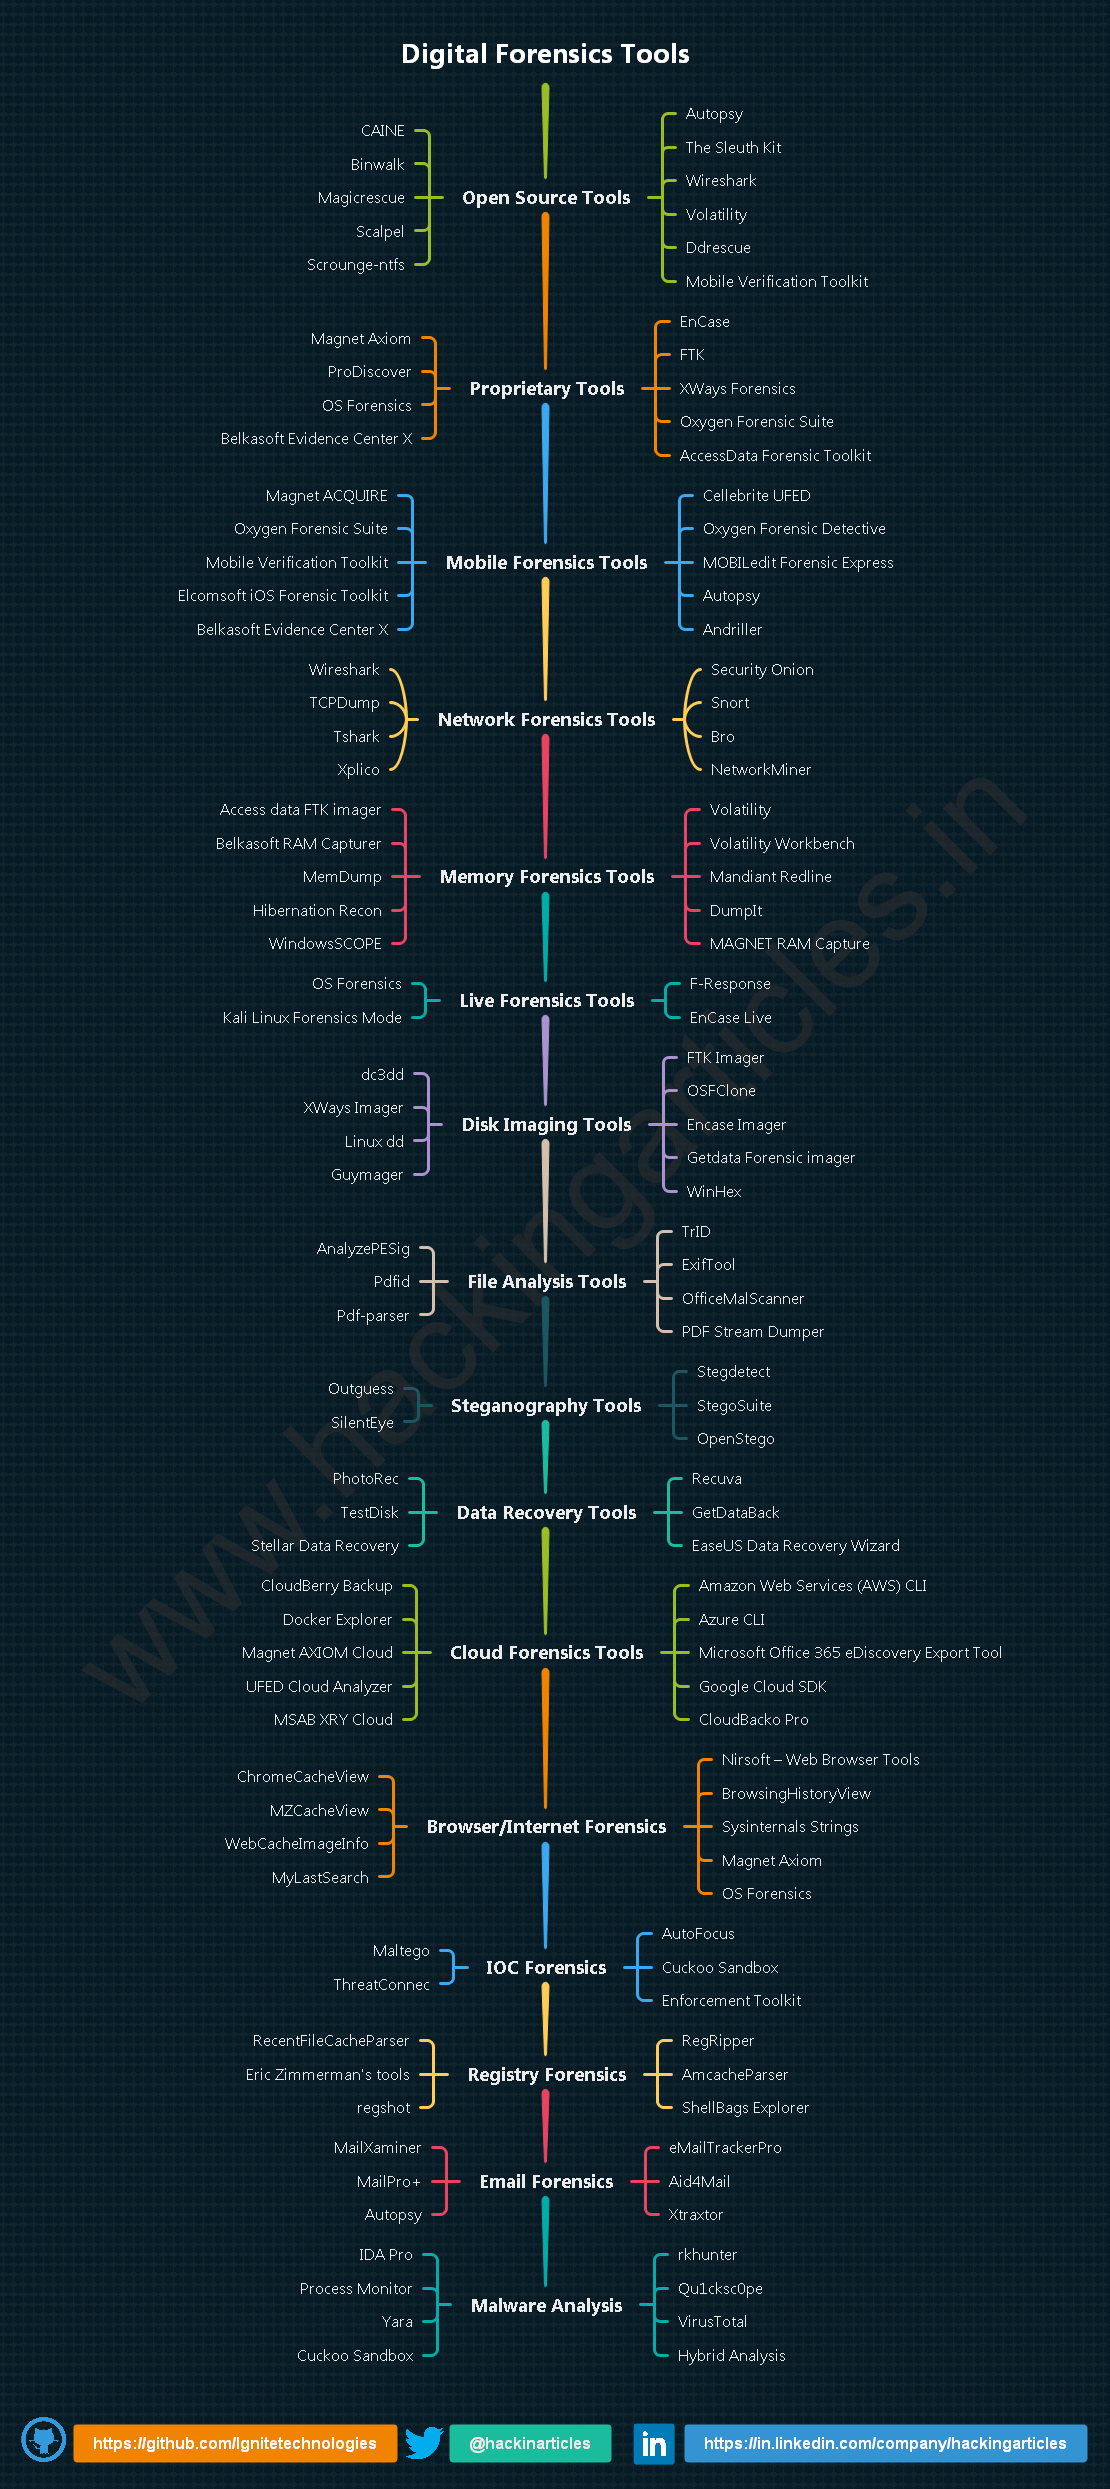 Digital Forensics Tools
Open Source Tools
CAINE
Binwalk
Magicrescue
Scalpel
Scrounge-ntfs
Autopsy
The Sleuth Kit
Wireshark
Volatility
Ddrescue
Mobile Verification Toolkit
Proprietary Tools
Magnet Axiom
ProDiscover
OS Forensics
Belkasoft Evidence Center X
EnCase
FTK
XWays Forensics
Oxygen Forensic Suite
AccessData Forensic Toolkit
Mobile Forensics Tools
Magnet ACQUIRE
Oxygen Forensic Suite
Mobile Verification Toolkit
Elcomsoft iOS Forensic Toolkit
Belkasoft Evidence Center X
Cellebrite UFED
Oxygen Forensic Detective
MOBILedit Forensic Express
Autopsy
Andriller
Network Forensics Tools
Wireshark
TCPDump
Tshark
Xplico
Security Onion
Snort
Bro
NetworkMiner
Memory Forensics Tools
Access data FTK imager
Belkasoft RAM Capturer
MemDump
Hibernation Recon
WindowsSCOPE
Volatility
Volatility Workbench
Mandiant Redline
DumpIt
MAGNET RAM Capture
Live Forensics Tools
OS Forensics
Kali Linux Forensics Mode
F-Response
EnCase Live
Disk Imaging Tools
dc3dd
XWays Imager
Linux dd
Guymager
FTK Imager
OSFClone
Encase Imager
Getdata Forensic imager
WinHex
File Analysis Tools
AnalyzePESig
Pdfid
Pdf-parser
TrID
ExifTool
OfficeMalScanner
PDF Stream Dumper
Steganography Tools
Outguess
SilentEye
Stegdetect
StegoSuite
OpenStego
Data Recovery Tools
PhotoRec
TestDisk
Stellar Data Recovery
Recuva
GetDataBack
EaseUS Data Recovery Wizard
Cloud Forensics Tools
CloudBerry Backup
Docker Explorer
Magnet AXIOM Cloud
UFED Cloud Analyzer
MSAB XRY Cloud
Amazon Web Services (AWS) CLI
Azure CLI
Microsoft Office 365 eDiscovery Export Tool
Google Cloud SDK
CloudBacko Pro
Browser/Internet Forensics
ChromeCacheView
MZCacheView
WebCacheImageInfo
MyLastSearch
Nirsoft – Web Browser Tools
BrowsingHistoryView
Sysinternals Strings
Magnet Axiom
OS Forensics
IOC Forensics
Maltego
ThreatConnec
AutoFocus
Cuckoo Sandbox
Enforcement Toolkit
Registry Forensics
RecentFileCacheParser
Eric Zimmerman's tools
regshot
RegRipper
AmcacheParser
ShellBags Explorer
Email Forensics
MailXaminer
MailPro+
Autopsy
eMailTrackerPro
Aid4Mail
Xtraxtor
Malware Analysis
IDA Pro
Process Monitor
Yara
Cuckoo Sandbox
rkhunter
Qu1cksc0pe
VirusTotal
Hybrid Analysis
www.hackingarticles.in
https://github.com/Ignitetechnologies
@hackinarticles
in
https://in.linkedin.com/company/hackingarticles